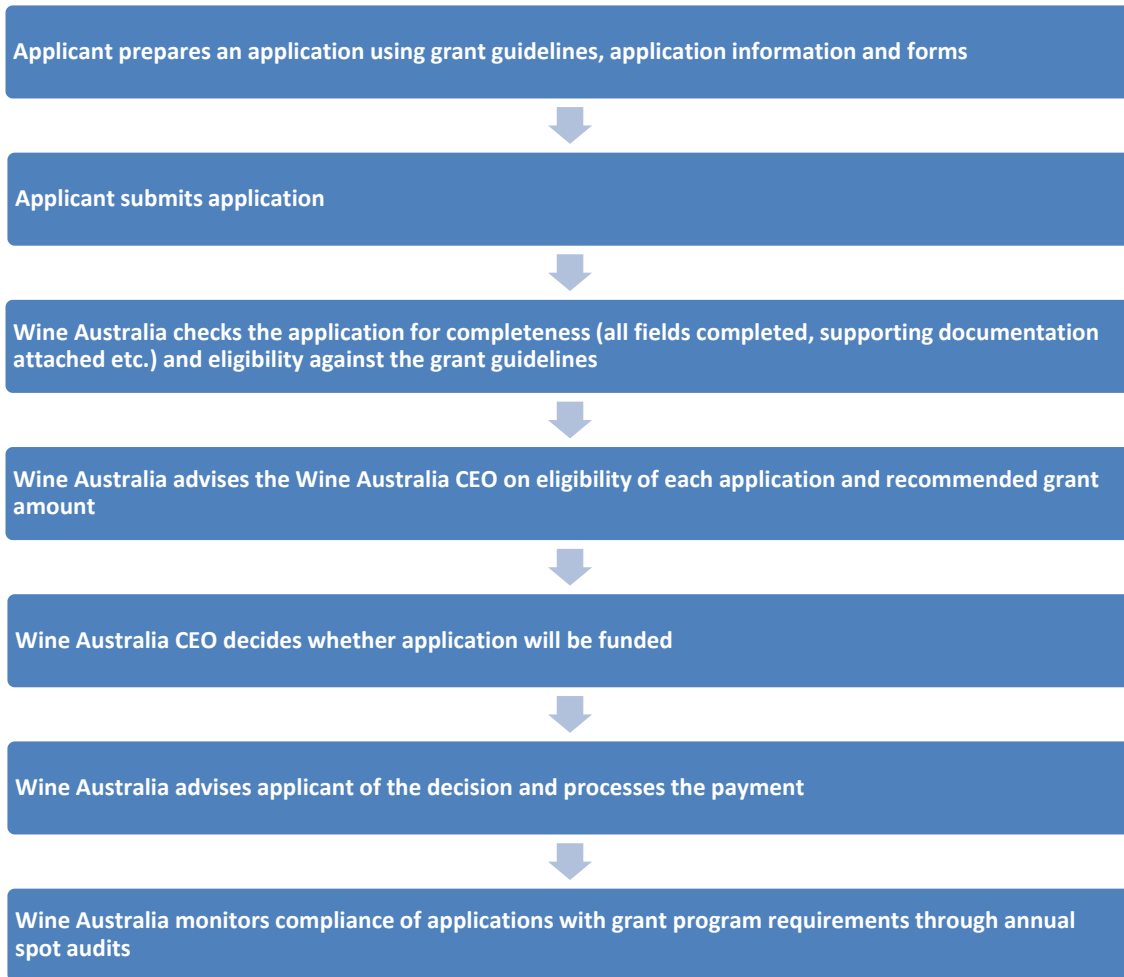 Applicant prepares an application using grant guidelines, application information and forms
Applicant submits application
Wine Australia checks the application for completeness (all fields completed, supporting documentation
attached etc.) and eligibility against the grant guidelines
Wine Australia advises the Wine Australia CEO on eligibility of each application and recommended grant
amount
Wine Australia CEO decides whether application will be funded
Wine Australia advises applicant of the decision and processes the payment
Wine Australia monitors compliance of applications with grant program requirements through annual
spot audits